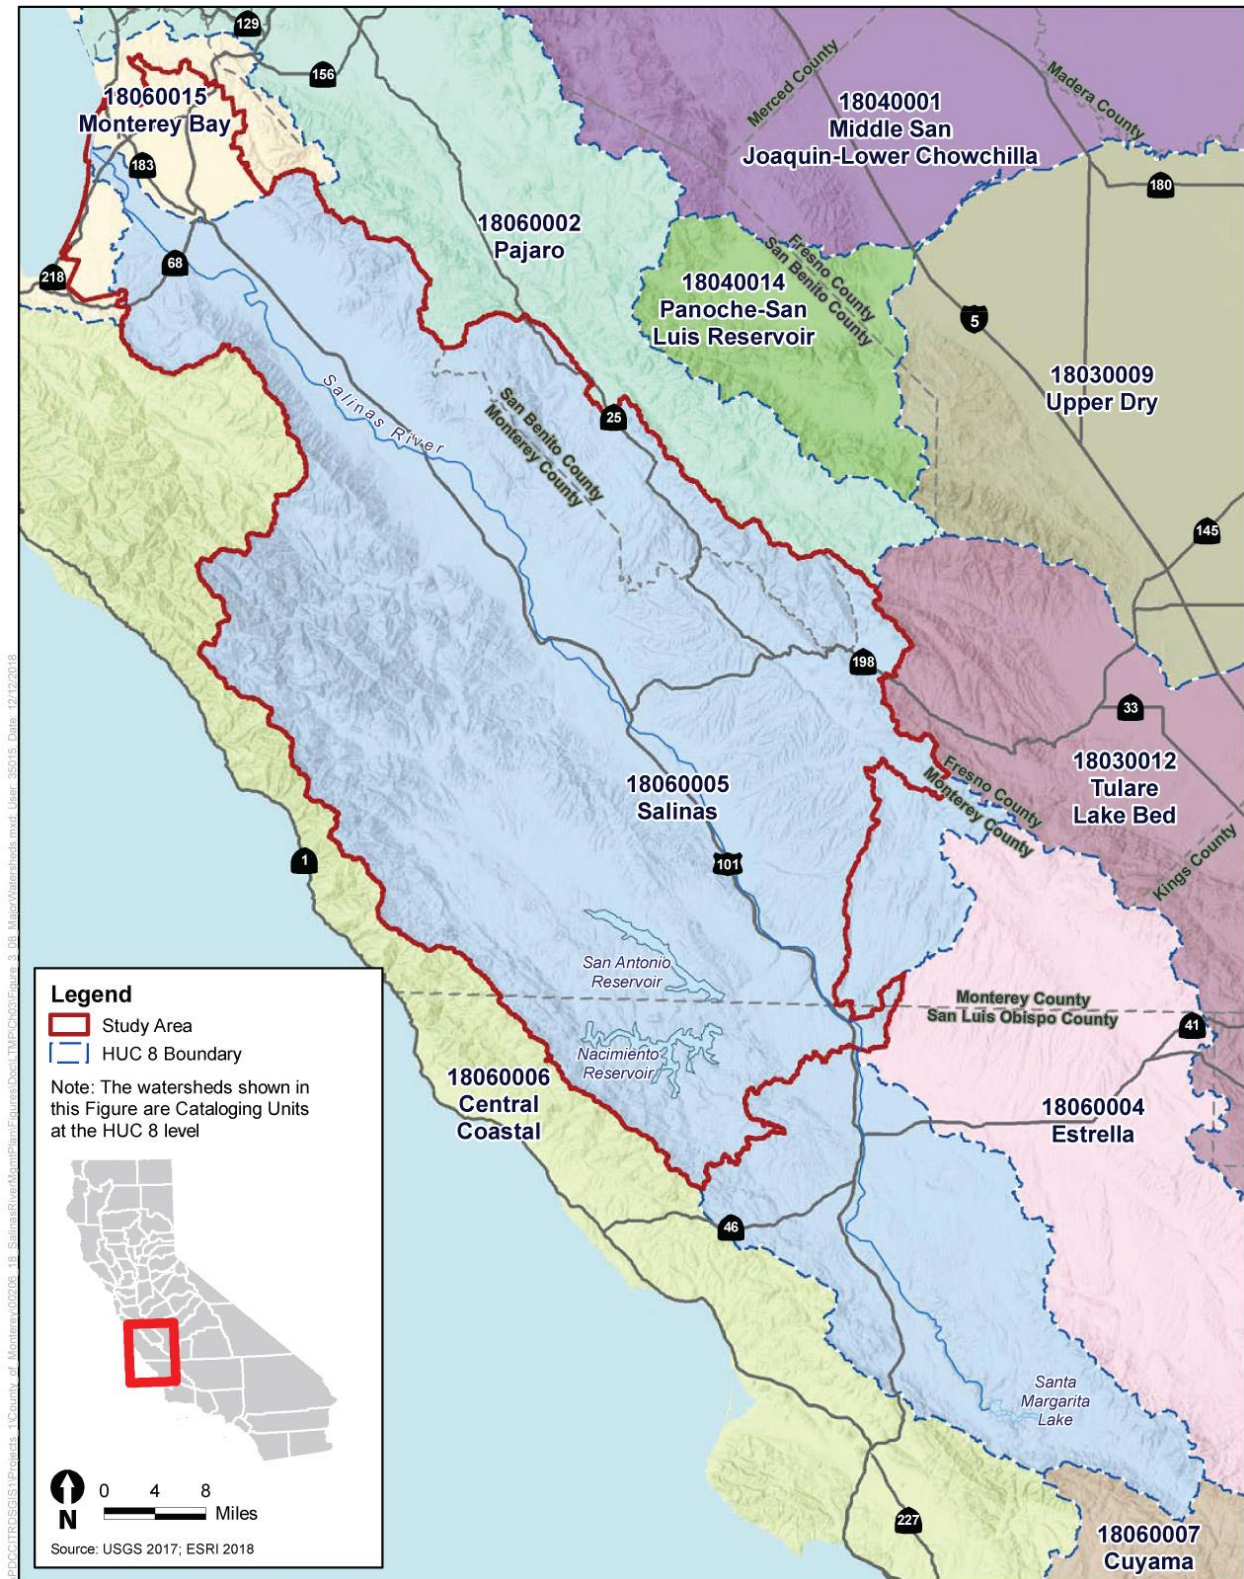 129
156
18060015
Monterey Bay
183
Merced County
Madera County
18040001
Middle San
Joaquin-Lower Chowchilla
180
18060002
Pajaro
218
68
Fresno County
San Benito County
18040014
Panoche-San
Luis Reservoir
5
18030009
Upper Dry
Salinas River
San Benito County
Monterey County
25
145
198
33
18060005
Salinas
Fresno County
Monterey County
18030012
Tulare
Lake Bed
Kings County
1
101
San Antonio
Reservoir
Monterey County
San Luis Obispo County
41
Nacimiento
Reservoir
18060006
Central
Coastal
18060004
Estrella
46
Santa
Margarita
Lake
227
18060007
Cuyama
Legend
Study Area
HUC 8 Boundary
Note: The watersheds shown in
this Figure are Cataloging Units
at the HUC 8 level
N
0 4 8
Miles
Source: USGS 2017; ESRI 2018